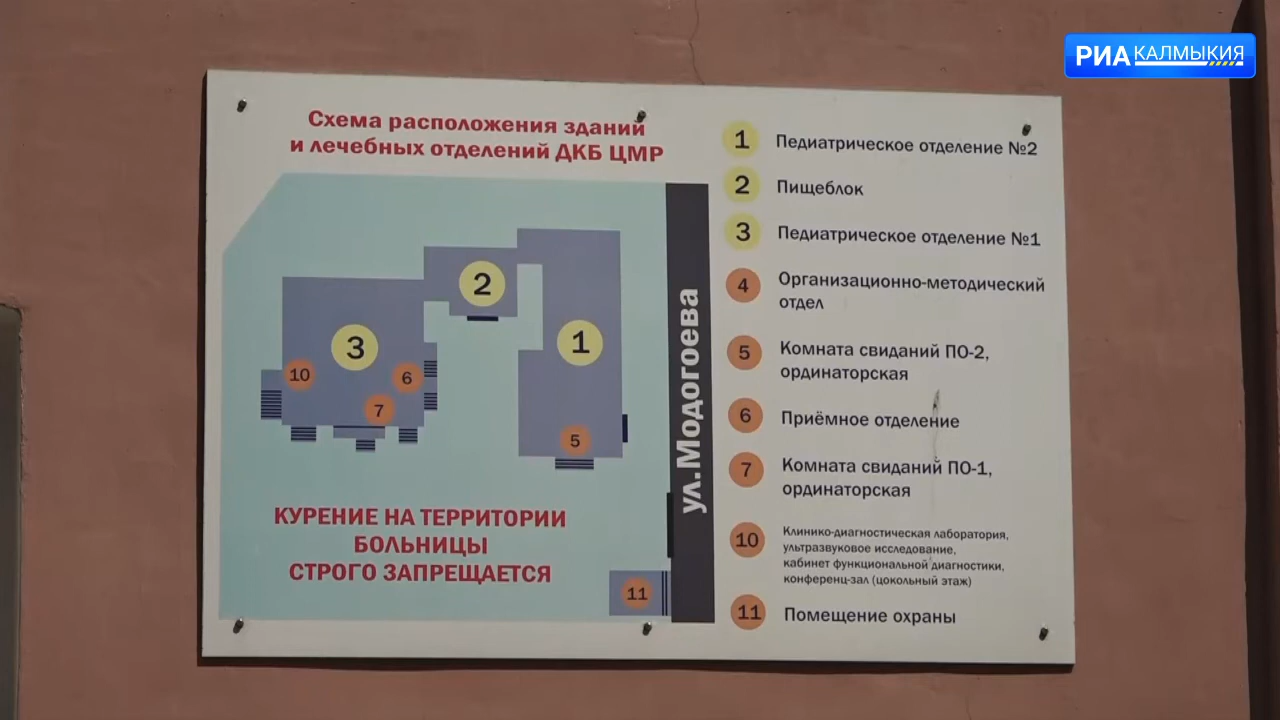 РИА КАЛМЫКИЯ
Схема расположения зданий
и лечебных отделений ДКБ ЦМР
3
2
1
10
6
7
5
11
ул.Модогоева
КУРЕНИЕ НА ТЕРРИТОРИИ
БОЛЬНИЦЫ
СТРОГО ЗАПРЕЩАЕТСЯ
1 Педиатрическое отделение №2
2 Пищеблок
3 Педиатрическое отделение №1
4 Организационно-методический
отдел
5 Комната свиданий ПО-2,
ординаторская
6 Приёмное отделение
7 Комната свиданий ПО-1,
ординаторская
10 Клинико-диагностическая лаборатория,
ультразвуковое исследование,
кабинет функциональной диагностики,
конференц-зал (цокольный этаж)
11 Помещение охраны